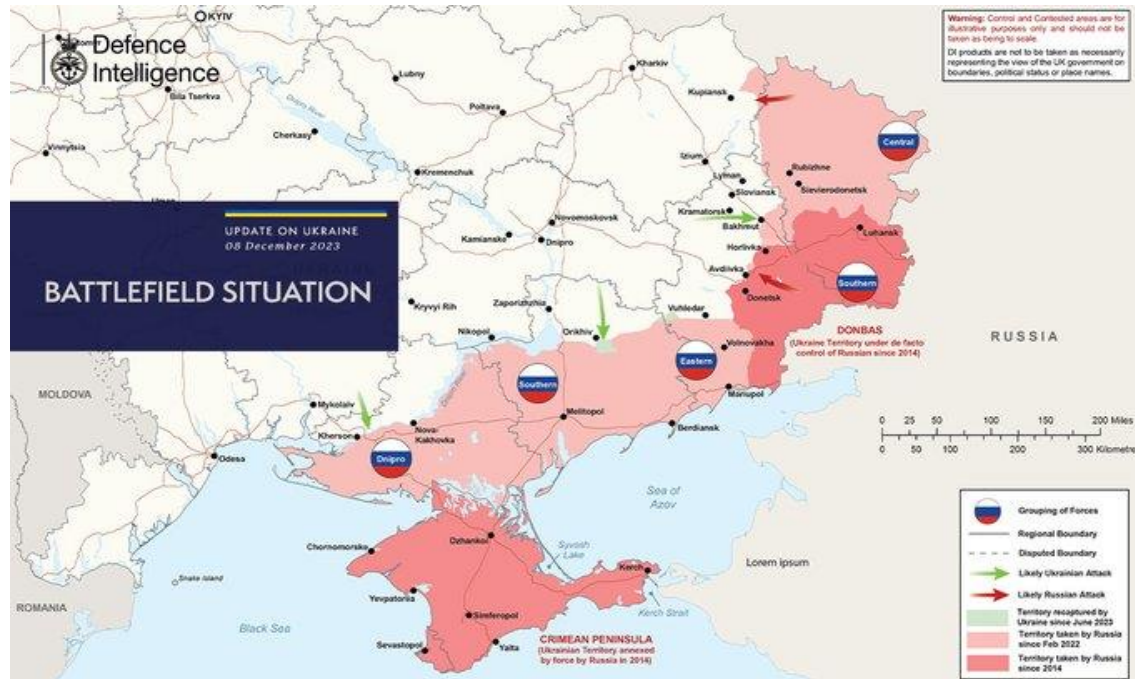 KYIV
Defence
Intelligence
Bila Tserkva
Dnipro River
Lubny
Kharkiv
Poltava
Kupiansk
Cherkasy
Vinnytsia
Kremenchuk
Izium
Lyman
Sloviansk
Rubizhne
Sievierodonetsk
Central
Kramatorsk
Bakhmut
Horlivka
Luhansk
Avdiivka
Donetsk
Southern
Novomoskovsk
Kamianske
Dnipro
UPDATE ON UKRAINE
08 December 2023
BATTLEFIELD SITUATION
Kryvyi Rih
Zaporizhzhia
Nikopol
Orikhiv
Vuhledar
Volnovakha
Eastern
Southern
Mariupol
Melitopol
Berdiansk
MOLDOVA
Mykolaiv
Kherson
Nova-
Kakhovka
Dnipro
Odesa
DONBAS
(Ukraine Territory under de facto
control of Russian since 2014)
RUSSIA
0 50 100 200 Miles
0 50 100 200 300 Kilometre
Sea of
Azov
Chornomorske
Dzhankoi
Syvash
Lake
Kerch
Kerch Strait
Lorem ipsum
Snake Island
ROMANIA
Yevpatoriia
Simferopol
Black Sea
Sevastopol
Yalta
CRIMEAN PENINSULA
(Ukrainian Territory annexed
by force by Russia in 2014)
Warning: Control and Contested areas are for
illustrative purposes only and should not be
taken as being to scale.
DI products are not to be taken as necessarily
representing the view of the UK government on
boundaries, political status or place names.
Grouping of Forces
Regional Boundary
Disputed Boundary
Likely Ukrainian Attack
Likely Russian Attack
Territory recaptured by
Ukraine since June 2023
Territory taken by Russia
since Feb 2022
Territory taken by Russia
since 2014